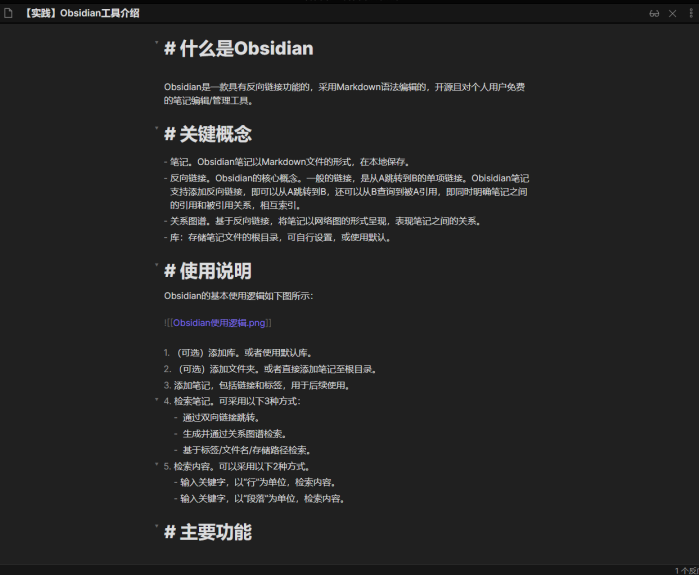 【实践】Obsidian工具介绍
# 什么是Obsidian
Obsidian是一款具有反向链接功能的，采用Markdown语法编辑的，开源且对个人用户免费
的笔记编辑/管理工具。
# 关键概念
- 笔记。Obsidian笔记以Markdown文件的形式，在本地保存。
- 反向链接。Obsidian的核心概念。一般的链接，是从A跳转到B的单项链接。Obisidian笔记
支持添加反向链接，即可以从A跳转到B，还可以从B查询到被A引用，即同时明确笔记之间
的引用和被引用关系，相互索引。
- 关系图谱。基于反向链接，将笔记以网络图的形式呈现，表现笔记之间的关系。
- 库：存储笔记文件的根目录，可自行设置，或使用默认。
# 使用说明
Obsidian的基本使用逻辑如下图所示：
![[Obsidian使用逻辑.png]]
1. （可选）添加库。或者使用默认库。
2. （可选）添加文件夹。或者直接添加笔记至根目录。
3. 添加笔记，包括链接和标签，用于后续使用。
4. 检索笔记。可采用以下3种方式：
- 通过双向链接跳转。
- 生成并通过关系图谱检索。
- 基于标签/文件名/存储路径检索。
5. 检索内容。可以采用以下2种方式。
- 输入关键字，以"行"为单位，检索内容。
- 输入关键字，以"段落"为单位，检索内容。
# 主要功能
1 个反